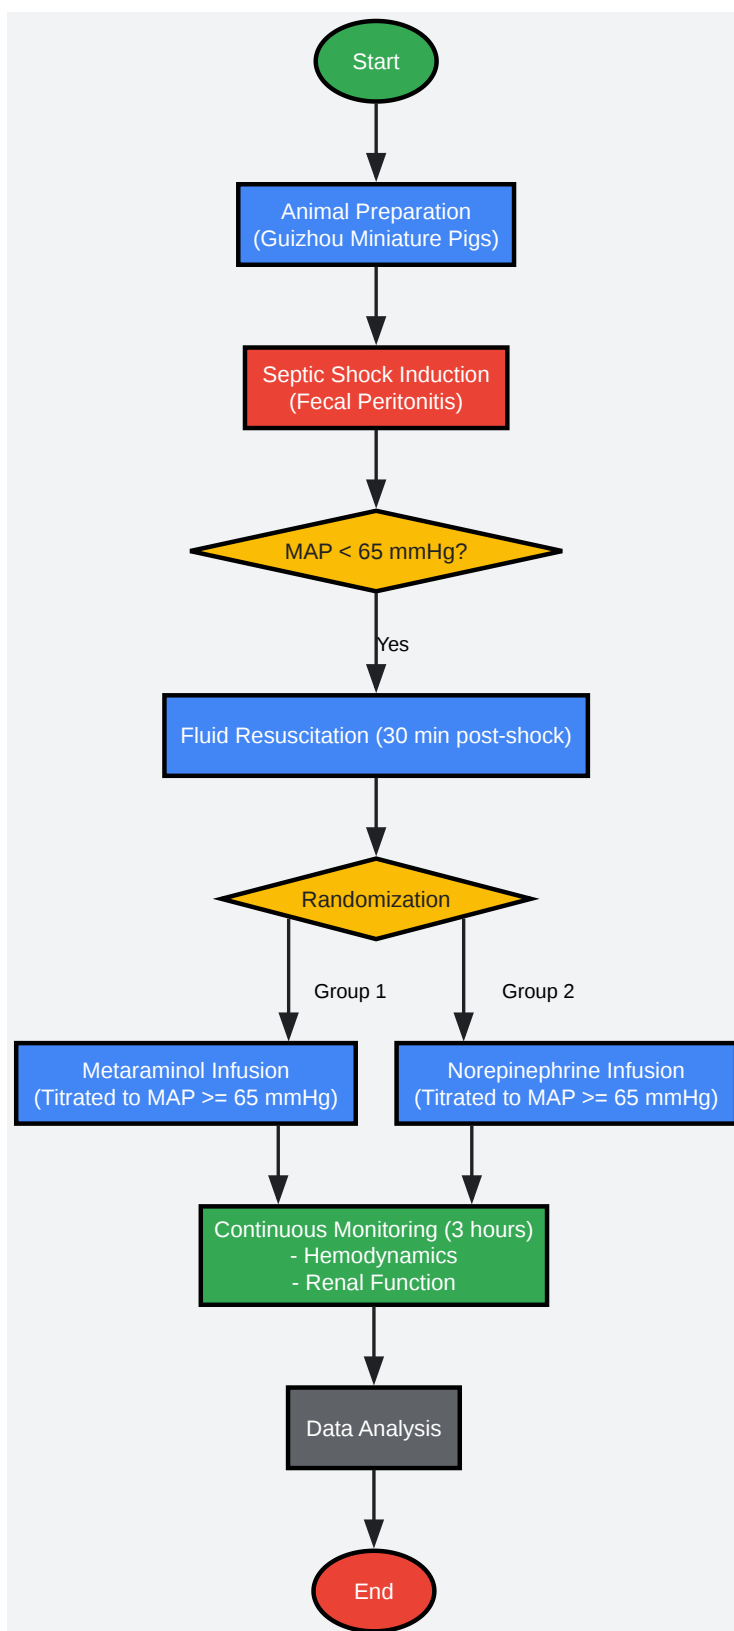 Start
Animal Preparation
(Guizhou Miniature Pigs)
Septic Shock Induction
(Fecal Peritonitis)
MAP < 65 mmHg?
Yes
Fluid Resuscitation (30 min post-shock)
Randomization
Group 1
Group 2
Metaraminol Infusion
(Titrated to MAP >= 65 mmHg)
Norepinephrine Infusion
(Titrated to MAP >= 65 mmHg)
Continuous Monitoring (3 hours)
- Hemodynamics
- Renal Function
Data Analysis
End